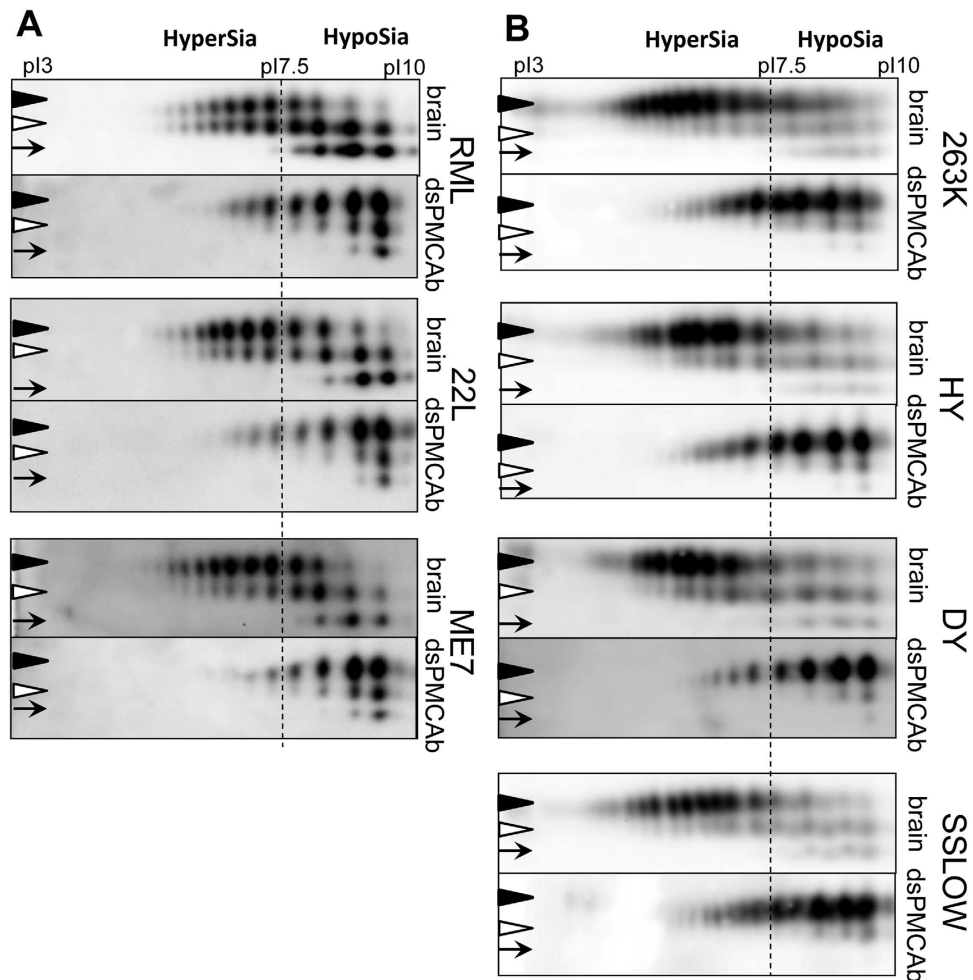 A
HyperSia HypoSia
pI3 pI7.5 pI10
brain
RML
dsPMCAb
brain
22L
dsPMCAb
brain
ME7
dsPMCAb
B
HyperSia HypoSia
pI3 pI7.5 pI10
brain
263K
dsPMCAb
brain
HY
dsPMCAb
brain
DY
dsPMCAb
brain
SSLOW
dsPMCAb